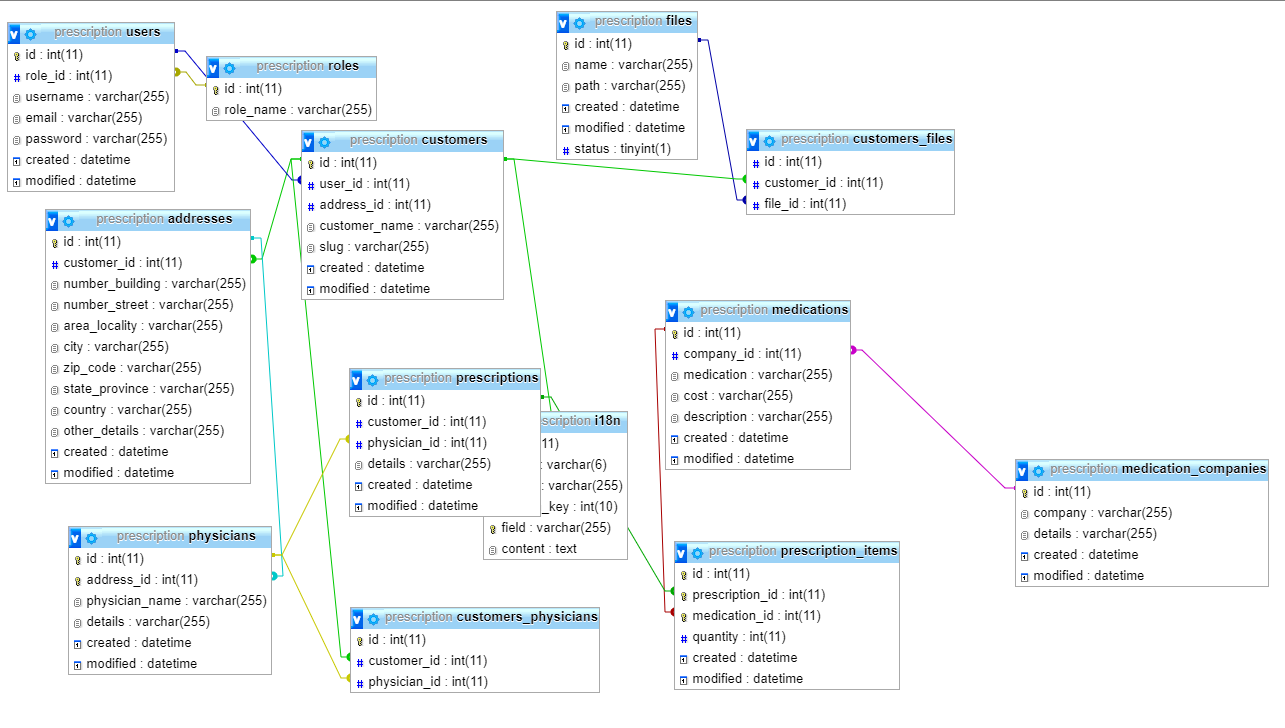 prescription users
id : int(11)
role_id : int(11)
username : varchar(255)
email : varchar(255)
password : varchar(255)
created : datetime
modified : datetime
prescription roles
id : int(11)
role_name : varchar(255)
prescription files
id : int(11)
name : varchar(255)
path : varchar(255)
created : datetime
modified : datetime
status : tinyint(1)
prescription customers
id : int(11)
user_id : int(11)
address_id : int(11)
customer_name : varchar(255)
slug : varchar(255)
created : datetime
modified : datetime
prescription customers_files
id : int(11)
customer_id : int(11)
file_id : int(11)
prescription addresses
id : int(11)
customer_id : int(11)
number_building : varchar(255)
number_street : varchar(255)
area_locality : varchar(255)
city : varchar(255)
zip_code : varchar(255)
state_province : varchar(255)
country : varchar(255)
other_details : varchar(255)
created : datetime
modified : datetime
prescription medications
id : int(11)
company_id : int(11)
medication : varchar(255)
cost : varchar(255)
description : varchar(255)
created : datetime
modified : datetime
prescription prescriptions
id : int(11)
customer_id : int(11)
physician_id : int(11)
details : varchar(255)
created : datetime
modified : datetime
scription i18n
11)
: varchar(6)
: varchar(255)
_key : int(10)
field : varchar(255)
content : text
prescription medication_companies
id : int(11)
company : varchar(255)
details : varchar(255)
created : datetime
modified : datetime
prescription physicians
id : int(11)
address_id : int(11)
physician_name : varchar(255)
details : varchar(255)
created : datetime
modified : datetime
prescription prescription_items
id : int(11)
prescription_id : int(11)
medication_id : int(11)
quantity : int(11)
created : datetime
modified : datetime
prescription customers_physicians
id : int(11)
customer_id : int(11)
physician_id : int(11)